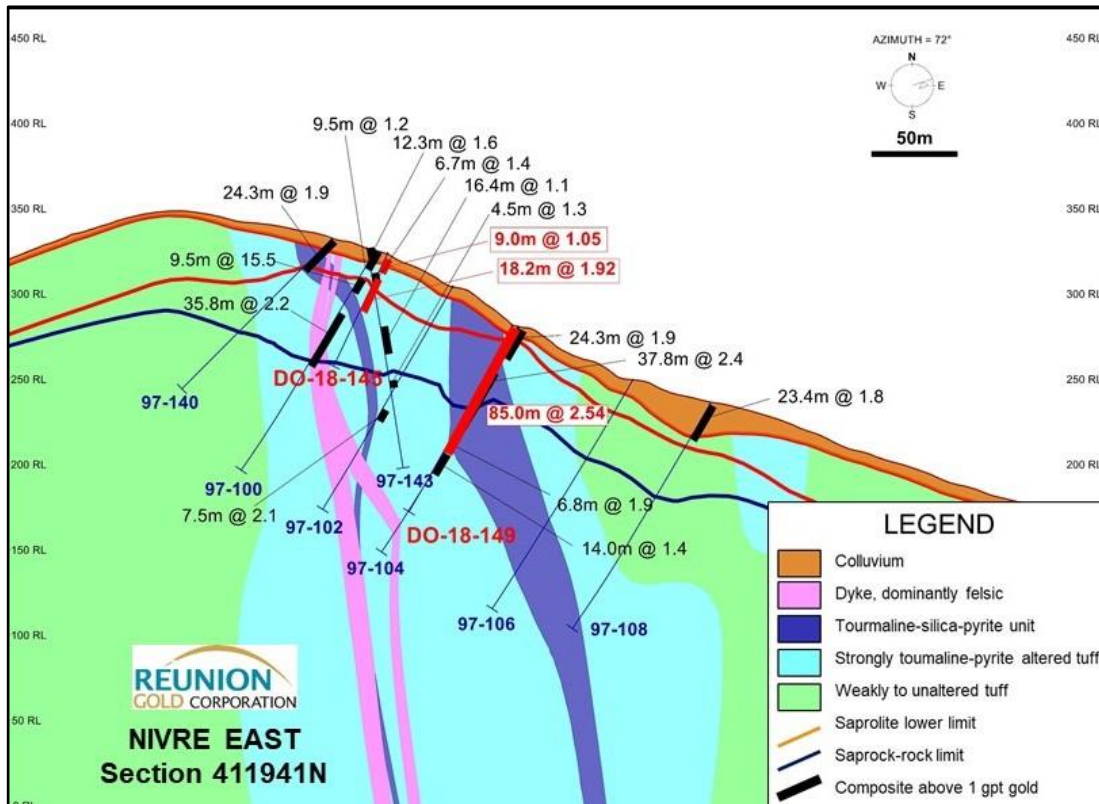 450 RL
450 RL
AZIMUTH = 72°
N
W
E
S
50m
400 RL
400 RL
9.5m @ 1.2
12.3m @ 1.6
6.7m @ 1.4
16.4m @ 1.1
4.5m @ 1.3
24.3m @ 1.9
350 RL
350 RL
9.0m @ 1.05
18.2m @ 1.92
9.5m @ 15.5
300 RL
300 RL
35.8m @ 2.2
24.3m @ 1.9
37.8m @ 2.4
250 RL
250 RL
DO-18-145
97-140
85.0m @ 2.54
23.4m @ 1.8
200 RL
200 RL
97-100
97-143
7.5m @ 2.1
97-102
6.8m @ 1.9
DO-18-149
14.0m @ 1.4
150 RL
97-104
100 RL
97-106
97-108
50 RL
0 RL
REUNION
GOLD CORPORATION
NIVRE EAST
Section 411941N
LEGEND
Colluvium
Dyke, dominantly felsic
Tourmaline-silica-pyrite unit
Strongly toumaline-pyrite altered tuff
Weakly to unaltered tuff
Saprolite lower limit
Saprock-rock limit
Composite above 1 gpt gold